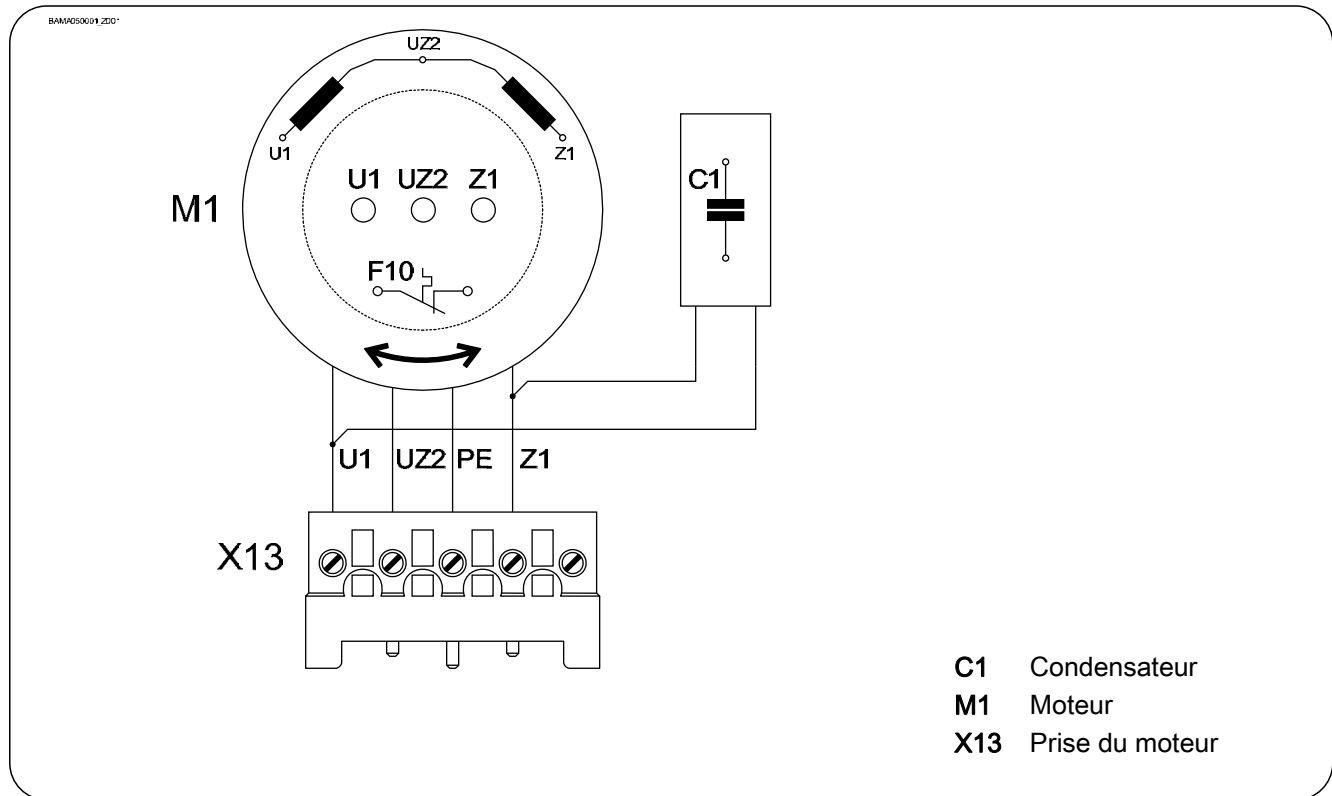 UZ2
U1
Z1
U1 UZ2 Z1
C1
M1
F10
U1 UZ2 PE Z1
X13
C1 Condensateur
M1 Moteur
X13 Prise du moteur